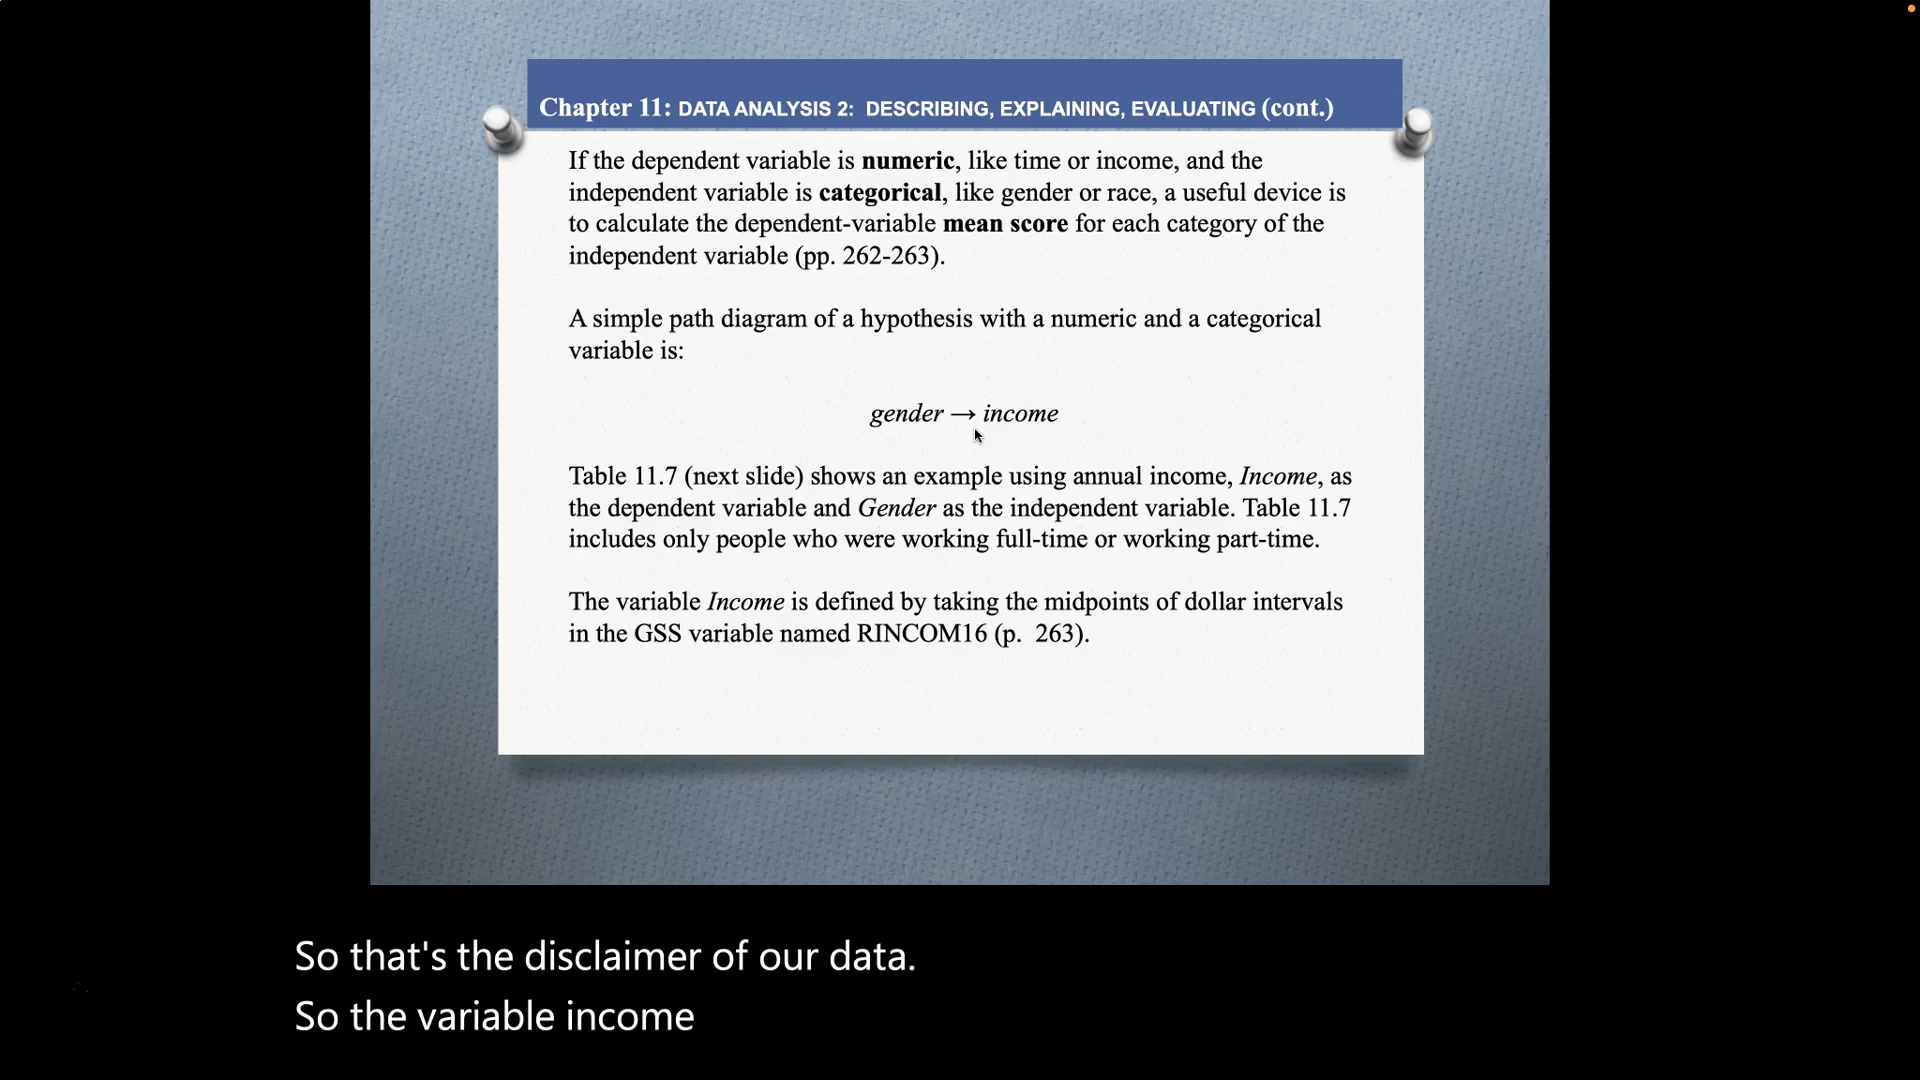 Chapter 11: DATA ANALYSIS 2: DESCRIBING, EXPLAINING, EVALUATING (cont.)
If the dependent variable is numeric, like time or income, and the
independent variable is categorical, like gender or race, a useful device is
to calculate the dependent-variable mean score for each category of the
independent variable (pp. 262-263).
A simple path diagram of a hypothesis with a numeric and a categorical
variable is:
gender → income
Table 11.7 (next slide) shows an example using annual income, Income, as
the dependent variable and Gender as the independent variable. Table 11.7
includes only people who were working full-time or working part-time.
The variable Income is defined by taking the midpoints of dollar intervals
in the GSS variable named RINCOM16 (p. 263).
So that's the disclaimer of our data.
So the variable income